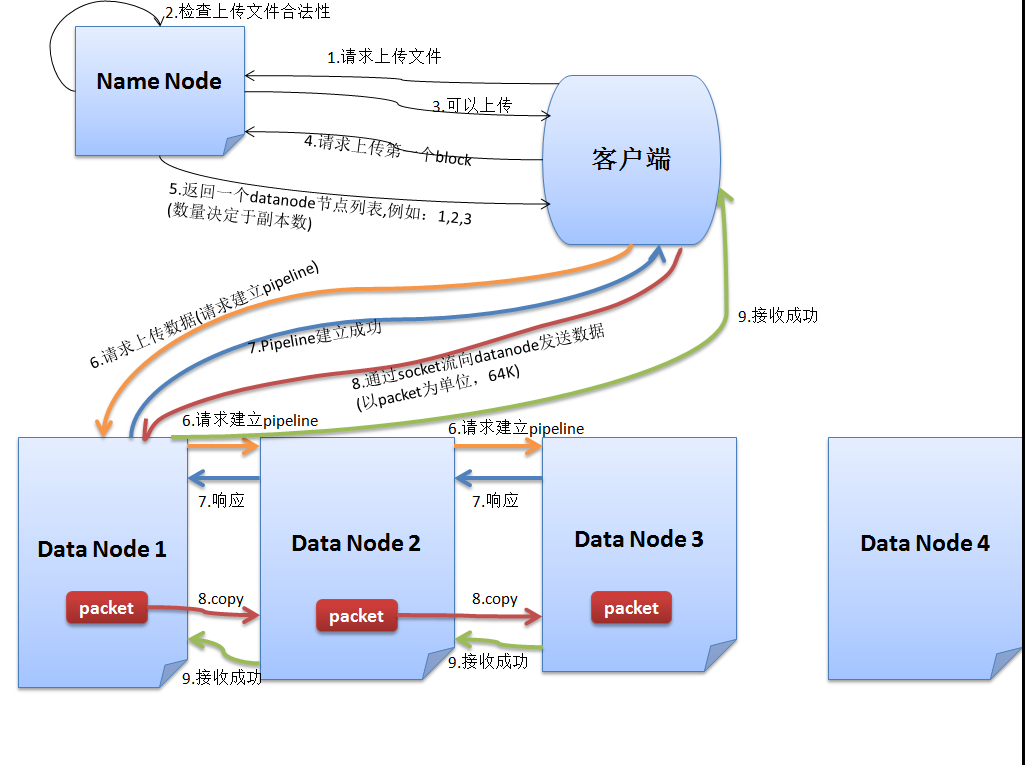 2.检查上传文件合法性
1.请求上传文件
Name Node
3.可以上传
4.请求上传第一个block
客户端
5.返回一个datanode节点列表,例如：1,2,3
(数量决定于副本数)
6.请求上传数据(请求建立pipeline)
7.Pipeline建立成功
9.接收成功
8.通过socket流向datanode发送数据
(以packet为单位，64K)
6.请求建立pipeline
6.请求建立pipeline
7.响应
7.响应
Data Node 1
Data Node 2
Data Node 3
Data Node 4
8.copy
8.copy
packet
packet
packet
9.接收成功
9.接收成功